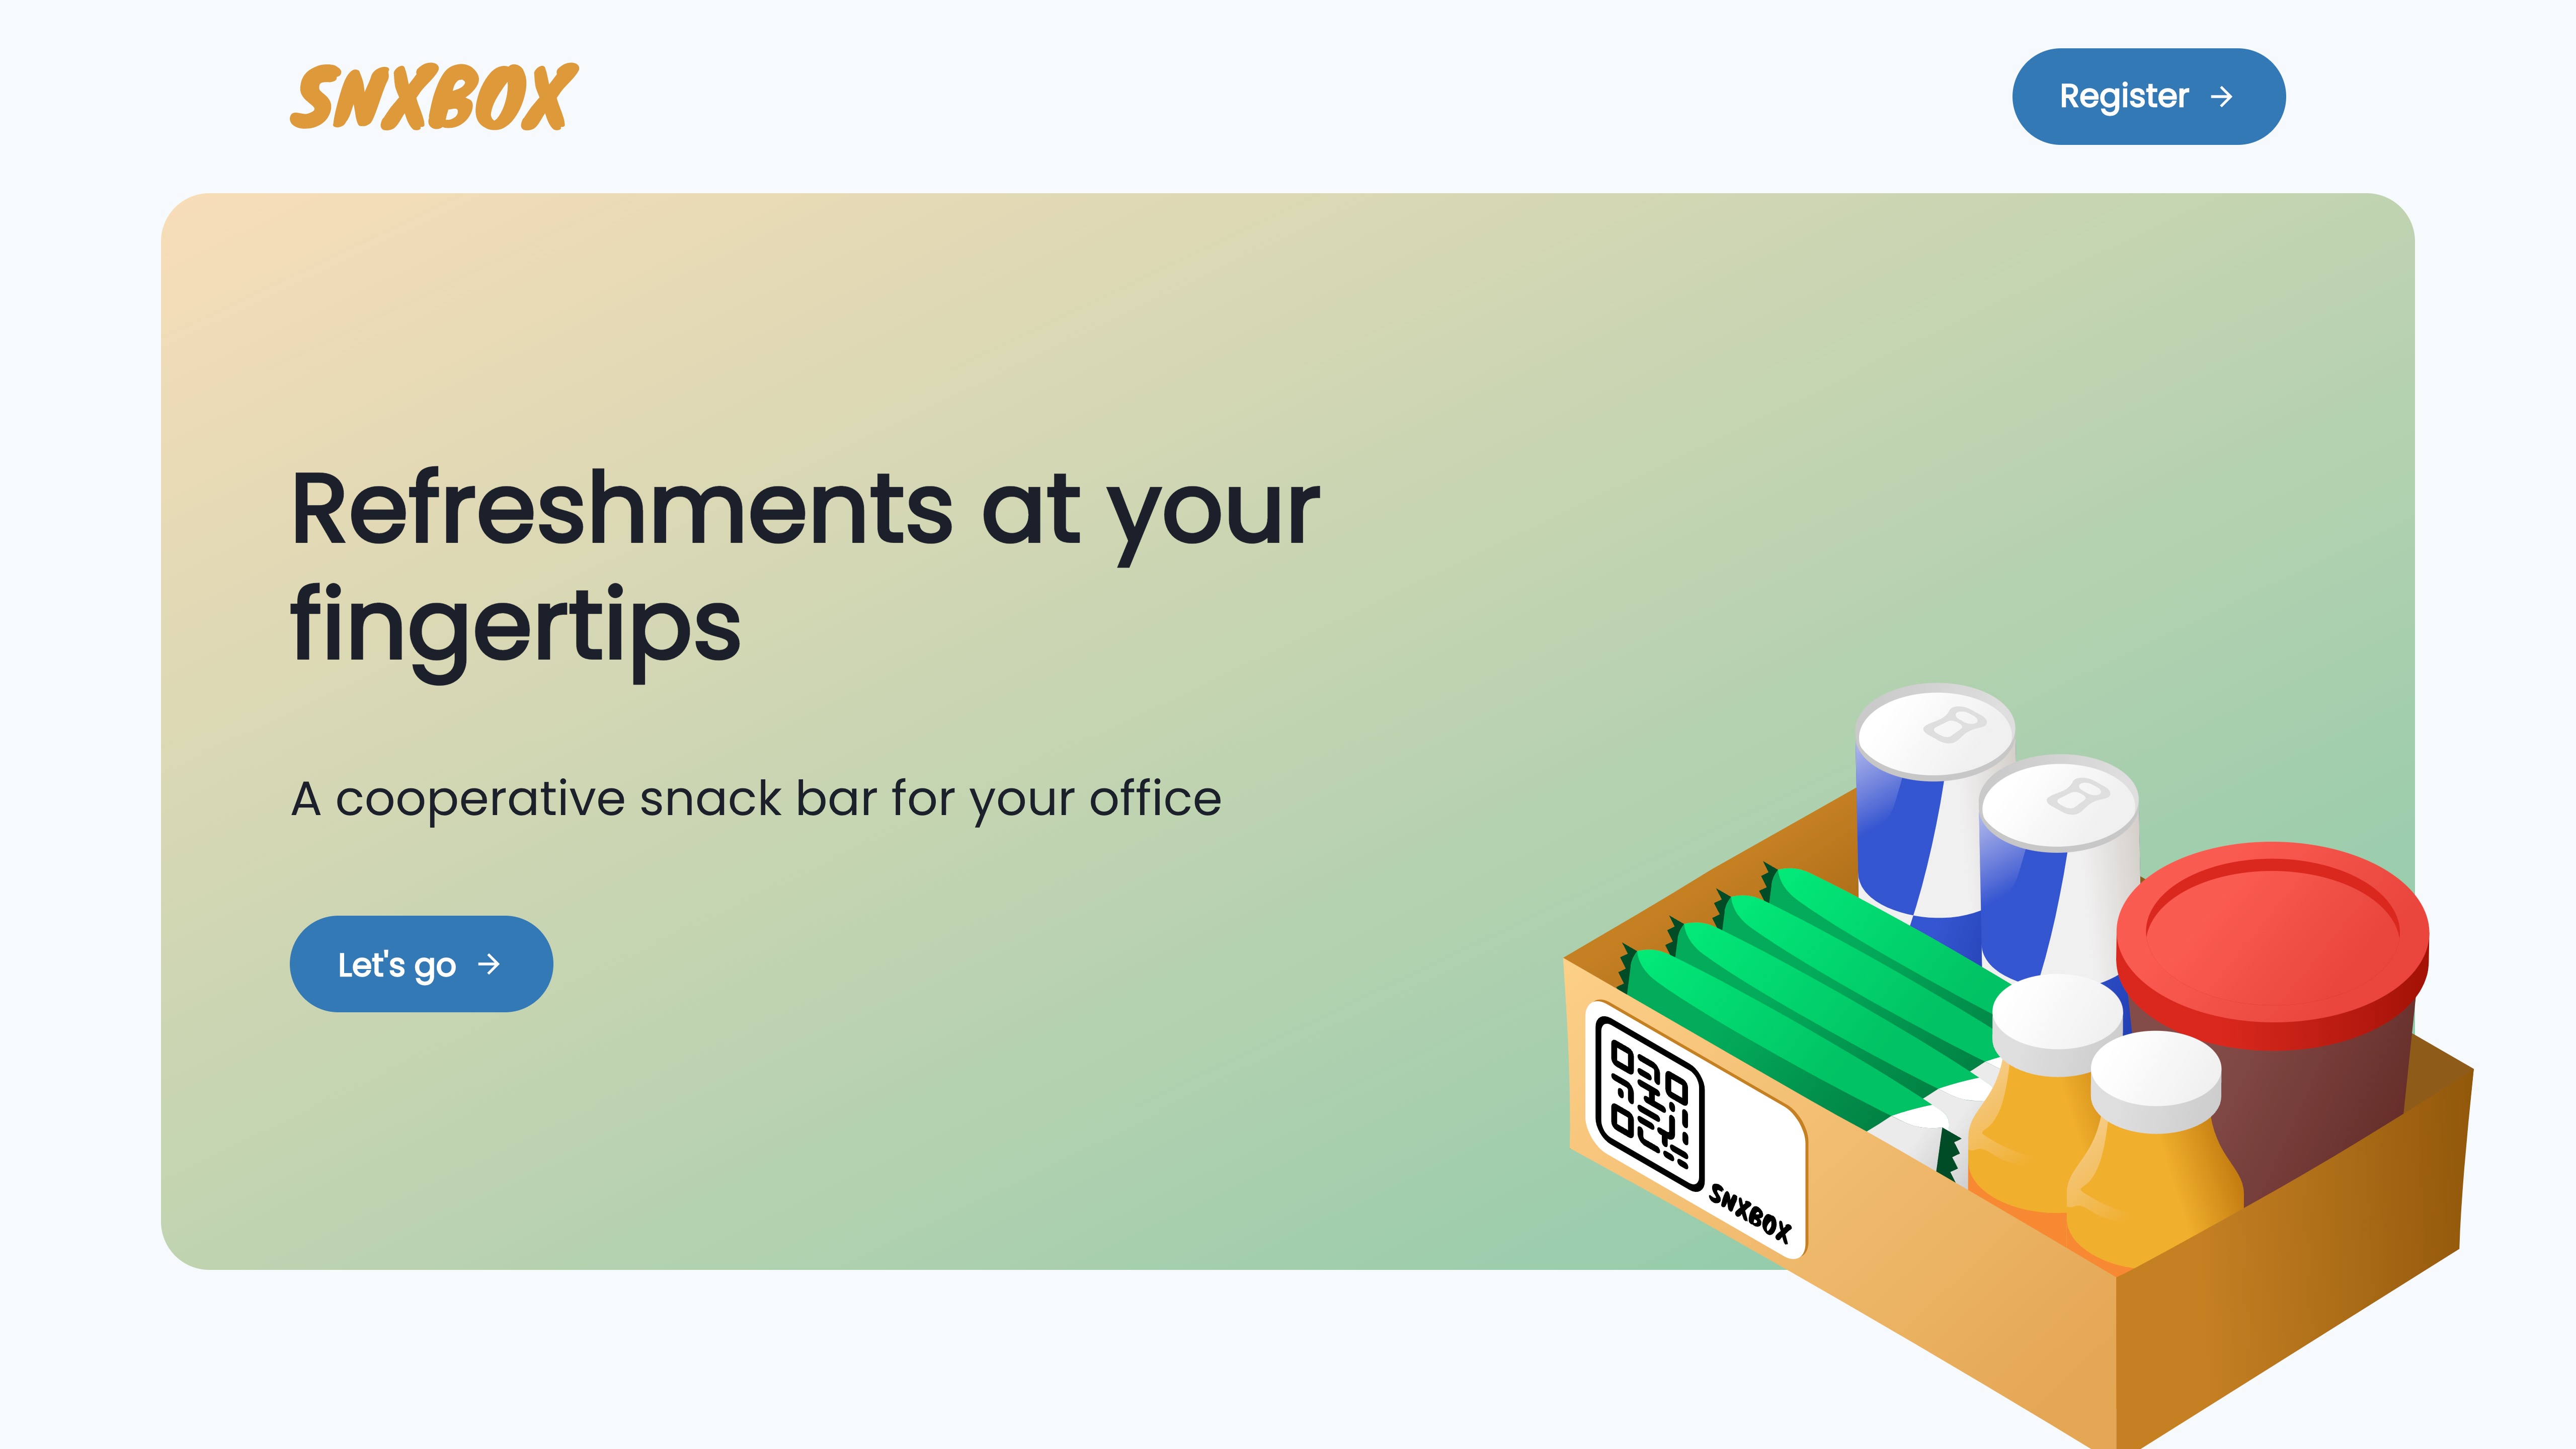 SNXBOX
Register
Refreshments at your
fingertips
A cooperative snack bar for your office
Let's go
SNXBOX